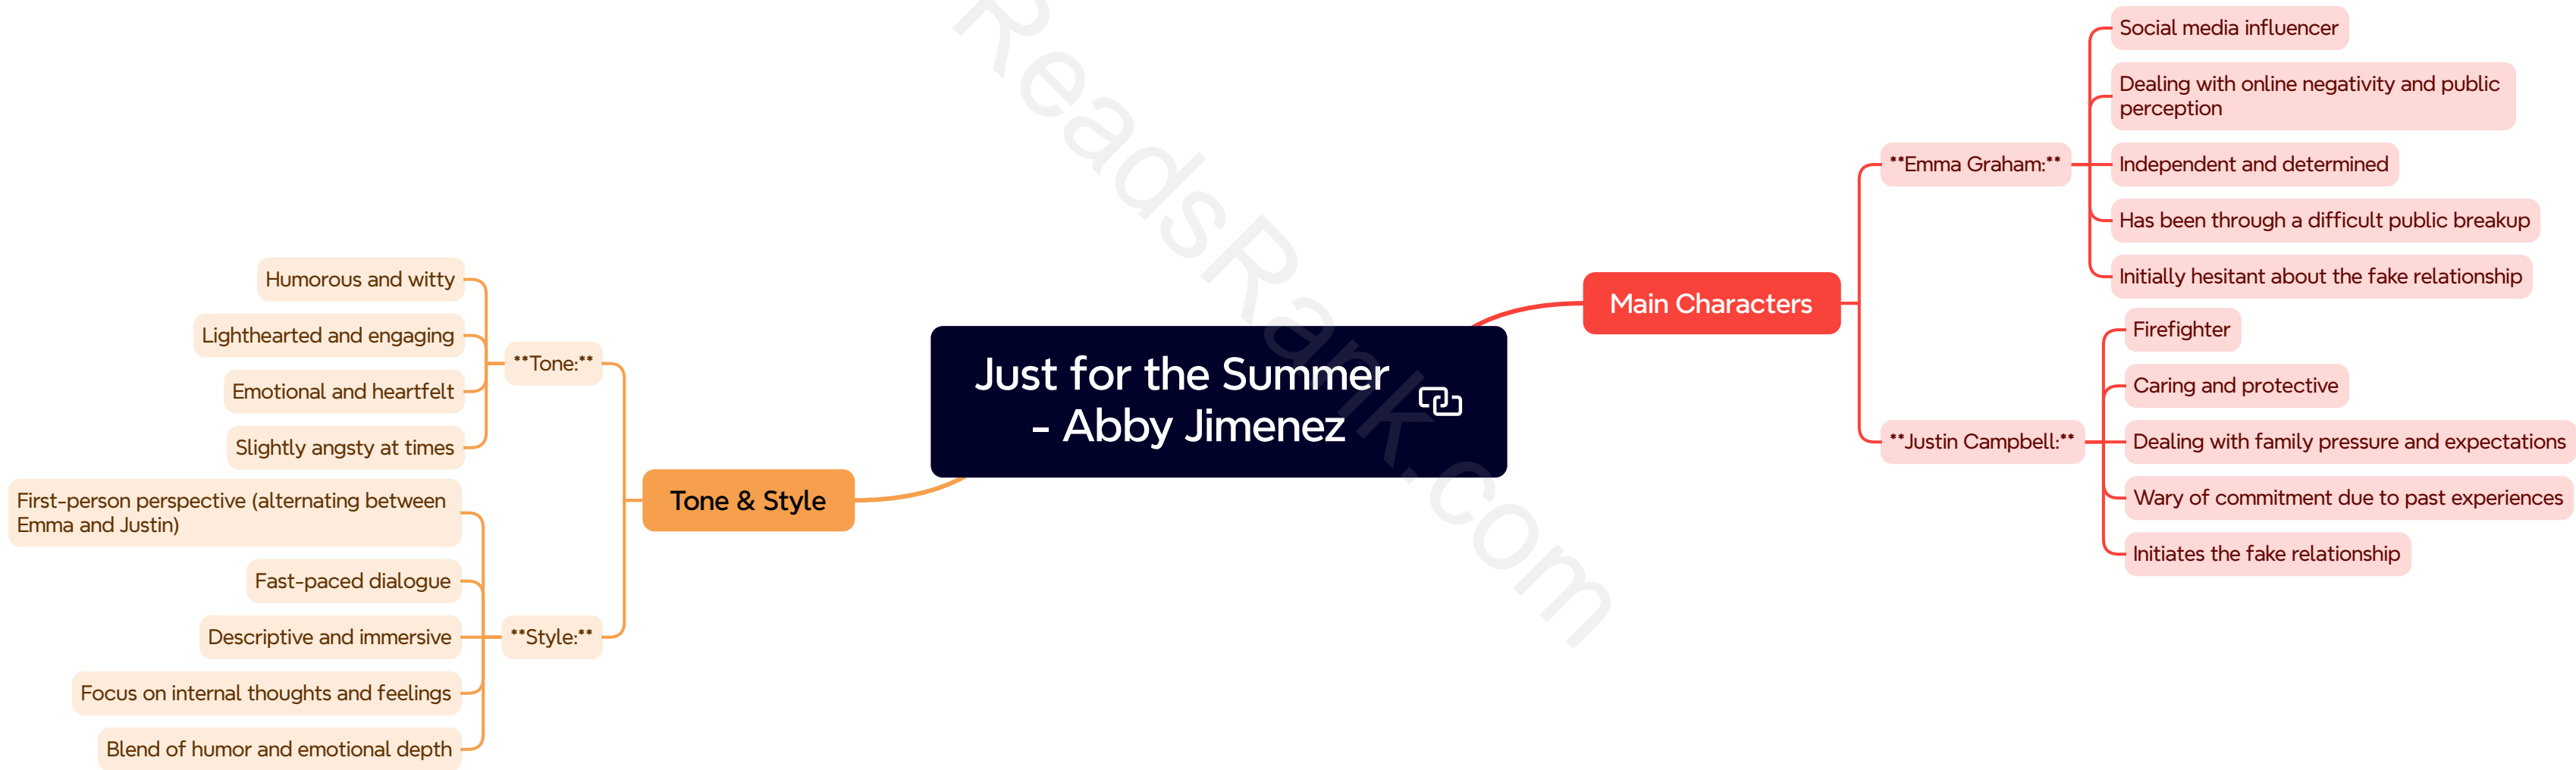 Just for the Summer
- Abby Jimenez
Main Characters
**Emma Graham:**
Social media influencer
Dealing with online negativity and public
perception
Independent and determined
Has been through a difficult public breakup
Initially hesitant about the fake relationship
**Justin Campbell:**
Firefighter
Caring and protective
Dealing with family pressure and expectations
Wary of commitment due to past experiences
Initiates the fake relationship
Tone & Style
**Tone:**
Humorous and witty
Lighthearted and engaging
Emotional and heartfelt
Slightly angsty at times
**Style:**
First-person perspective (alternating between
Emma and Justin)
Fast-paced dialogue
Descriptive and immersive
Focus on internal thoughts and feelings
Blend of humor and emotional depth
ReadsRank.com